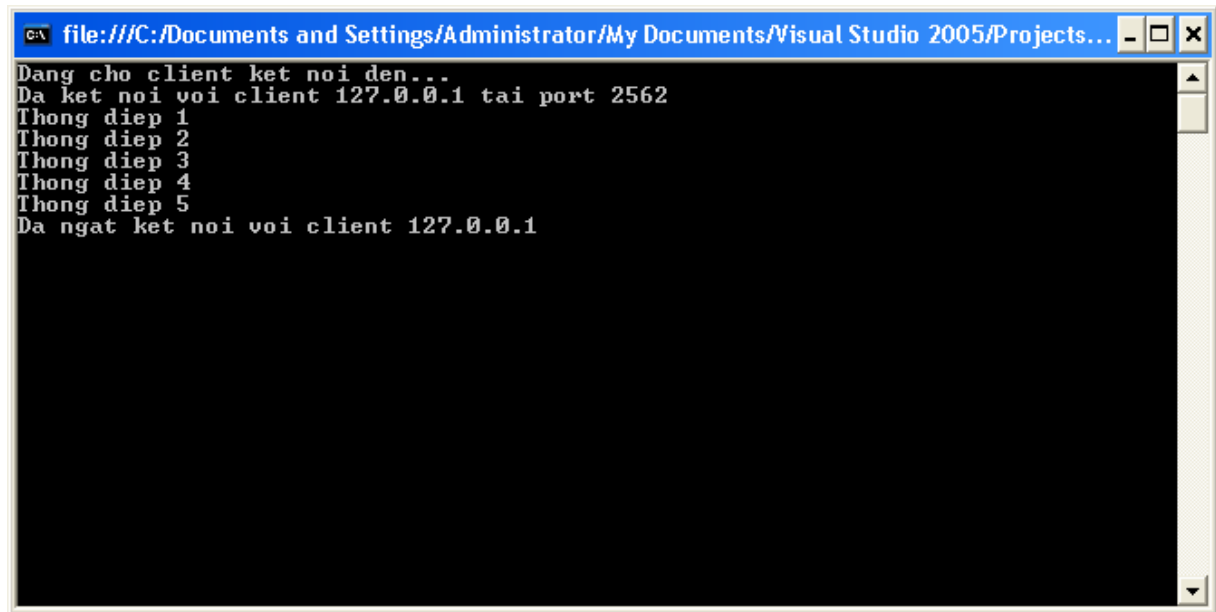 file:///C:/Documents and Settings/Administrator/My Documents/Visual Studio 2005/Projects...
Dang cho client ket noi den...
Da ket noi voi client 127.0.0.1 tai port 2562
Thong diep 1
Thong diep 2
Thong diep 3
Thong diep 4
Thong diep 5
Da ngat ket noi voi client 127.0.0.1